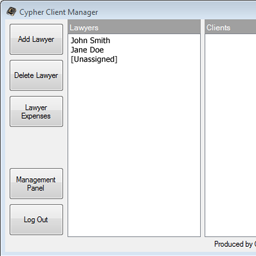 Cypher Client Manager
Add Lawyer
Delete Lawyer
Lawyer
Expenses
Management
Panel
Log Out
Lawyers
John Smith
Jane Doe
[Unassigned]
Clients
Produced by